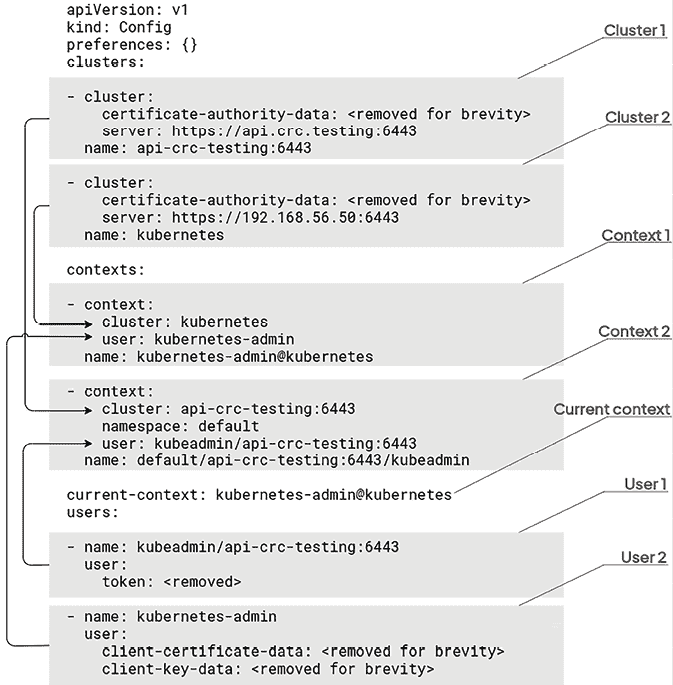 apiVersion: v1
kind: Config
preferences: {}
clusters:
Cluster 1
- cluster:
certificate-authority-data: <removed for brevity>
server: https://api.crc.testing:6443
name: api-crc-testing:6443
Cluster 2
- cluster:
certificate-authority-data: <removed for brevity>
server: https://192.168.56.50:6443
name: kubernetes
Context 1
contexts:
- context:
cluster: kubernetes
user: kubernetes-admin
name: kubernetes-admin@kubernetes
Context 2
- context:
cluster: api-crc-testing:6443
namespace: default
user: kubeadmin/api-crc-testing:6443
name: default/api-crc-testing:6443/kubeadmin
Current context
current-context: kubernetes-admin@kubernetes
users:
User 1
- name: kubeadmin/api-crc-testing:6443
user:
token: <removed>
User 2
- name: kubernetes-admin
user:
client-certificate-data: <removed for brevity>
client-key-data: <removed for brevity>